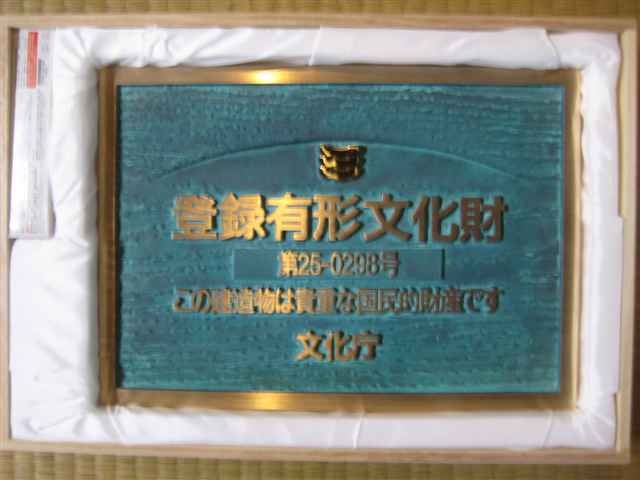 登録有形文化財
第25-0298号
この建造物は貴重な国民的財産です
文化庁